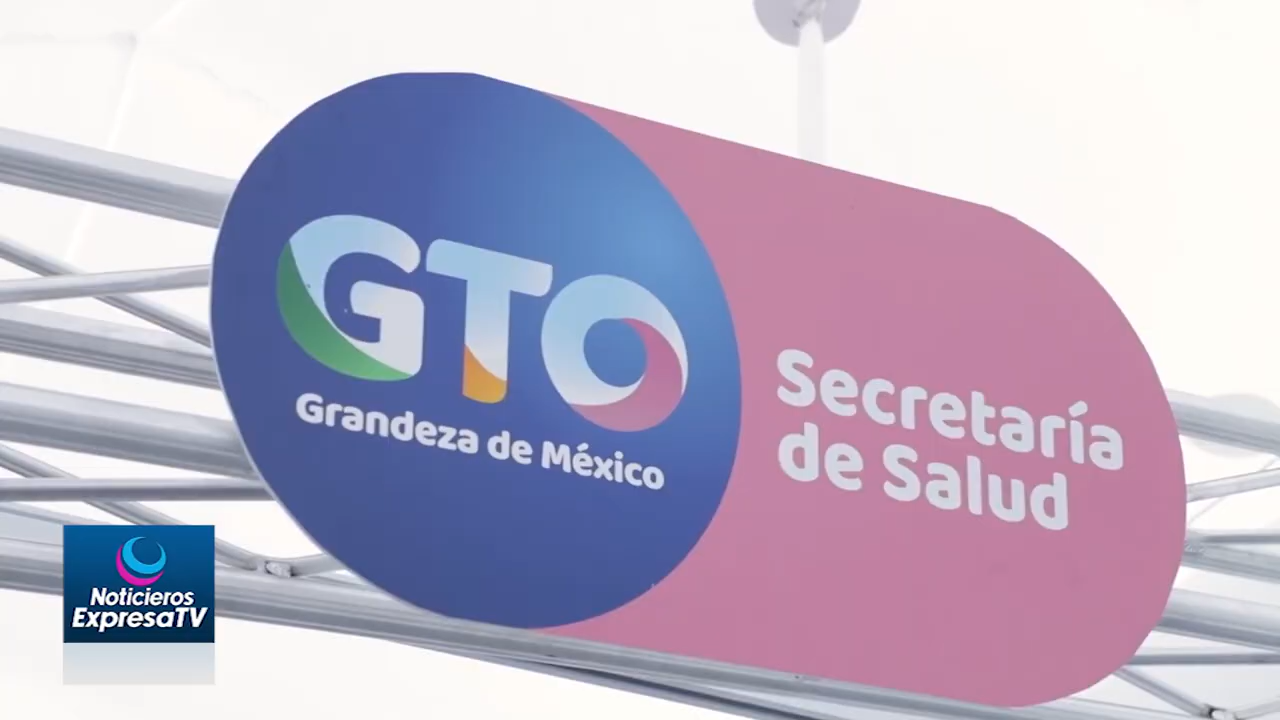 GTO
Grandeza de México
Secretaría
de Salud
Noticieros
ExpresaTV